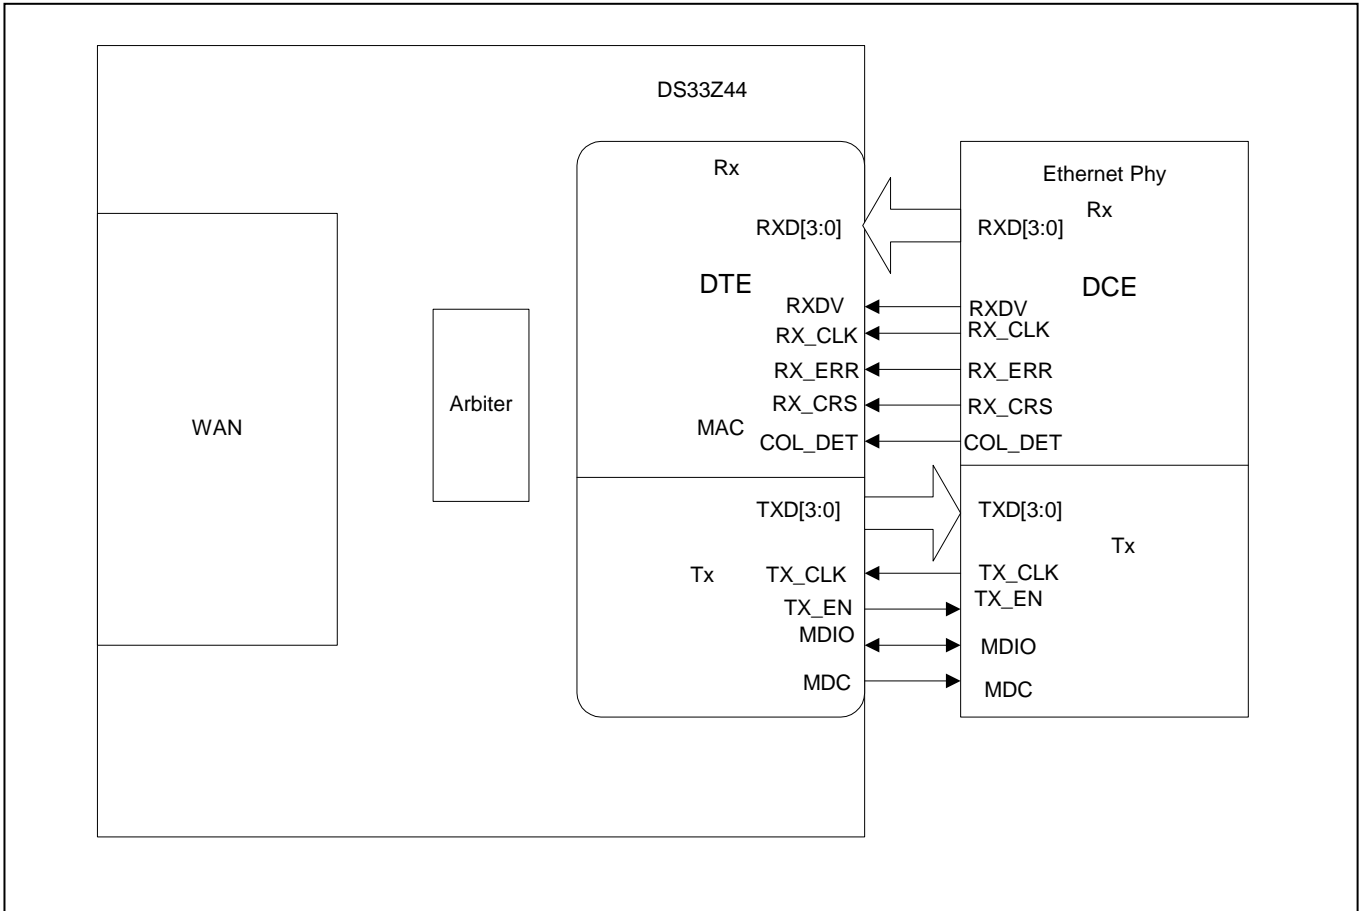 DS33Z44
Rx
RXD[3:0]
DTE
RXDV
RX_CLK
RX_ERR
RX_CRS
MAC
COL_DET
TXD[3:0]
Tx
TX_CLK
TX_EN
MDIO
MDC
WAN
Arbiter
Ethernet Phy
Rx
RXD[3:0]
DCE
RXDV
RX_CLK
RX_ERR
RX_CRS
COL_DET
TXD[3:0]
Tx
TX_CLK
TX_EN
MDIO
MDC